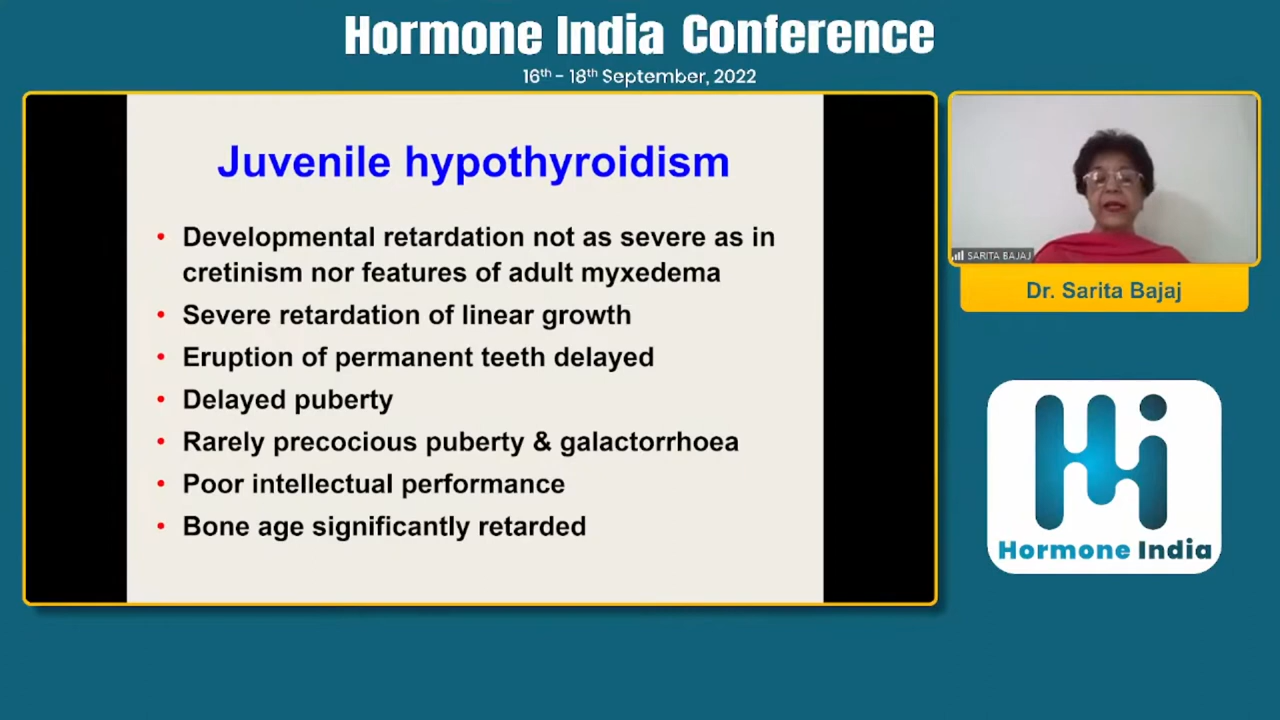 Hormone India Conference
16th - 18th September, 2022
Juvenile hypothyroidism
• Developmental retardation not as severe as in
cretinism nor features of adult myxedema
• Severe retardation of linear growth
• Eruption of permanent teeth delayed
• Delayed puberty
• Rarely precocious puberty & galactorrhoea
• Poor intellectual performance
• Bone age significantly retarded
SARITA BAJAJ
Dr. Sarita Bajaj
Hi
Hormone India